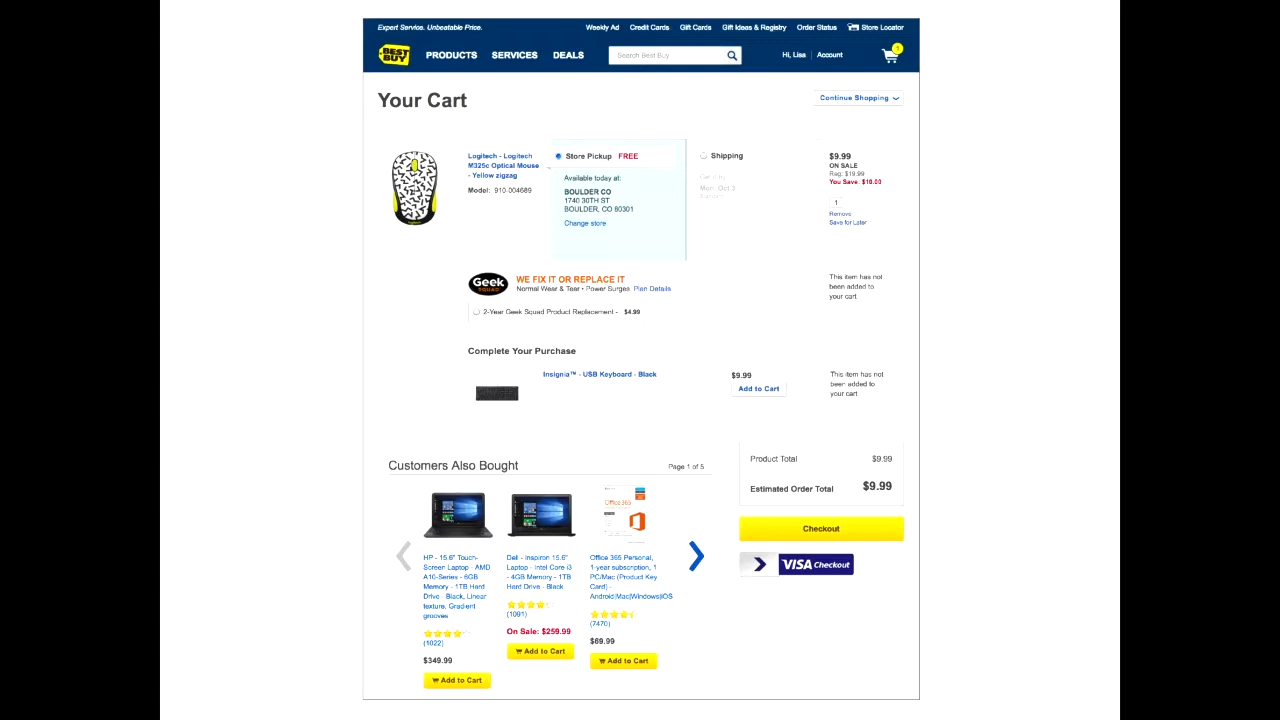 Expert Service. Unbeatable Price.
Weekly Ad Credit Cards Gift Cards Gift Ideas & Registry Order Status Store Locator
BEST BUY
PRODUCTS SERVICES DEALS
Search Best Buy
Hi, Lisa Account
1
Your Cart
Continue Shopping
Logitech - Logitech
M325c Optical Mouse
- Yellow zigzag
Model: 910-004689
Store Pickup FREE
Available today at:
BOULDER CO
1740 30TH ST
BOULDER, CO 80301
Change store
Shipping
Mon, Oct 3
$9.99
ON SALE
Reg: $19.99
You Save: $10.00
1
Remove
Save for Later
Geek
SQUAD
WE FIX IT OR REPLACE IT
Normal Wear & Tear • Power Surges Plan Details
2-Year Geek Squad Product Replacement - $4.99
This item has not
been added to
your cart
Complete Your Purchase
Insignia™ - USB Keyboard - Black
$9.99
Add to Cart
This item has not
been added to
your cart
Customers Also Bought
Page 1 of 5
HP - 15.6" Touch-
Screen Laptop - AMD
A10-Series - 6GB
Memory - 1TB Hard
Drive - Black, Linear
texture, Gradient
grooves
(1022)
$349.99
Add to Cart
Dell - Inspiron 15.6"
Laptop - Intel Core i3
- 4GB Memory - 1TB
Hard Drive - Black
(1091)
On Sale: $259.99
Add to Cart
Office 365
Office 365 Personal,
1-year subscription, 1
PC/Mac (Product Key
Card) -
Android|Mac|Windows|iOS
(7470)
$69.99
Add to Cart
Product Total $9.99
Estimated Order Total $9.99
Checkout
VISA Checkout